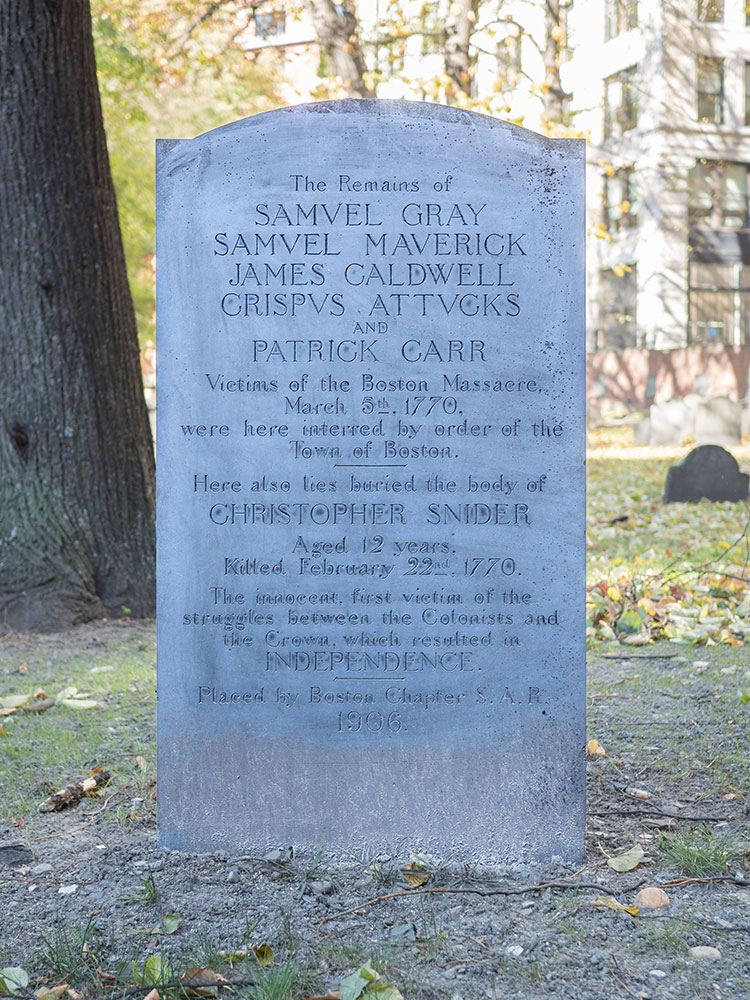 The Remains of
SAMVEL GRAY
SAMVEL MAVERICK
JAMES CALDWELL
CRISPVS ATTVCKS
AND
PATRICK CARR
Victims of the Boston Massacre,
March 5th, 1770,
were here interred by order of the
Town of Boston.
Here also lies buried the body of
CHRISTOPHER SNIDER
Aged 12 years.
Killed February 22nd, 1770.
The innocent, first victim of the
struggles between the Colonists and
the Crown, which resulted in
INDEPENDENCE.
Placed by Boston Chapter S.A.R.
1906.